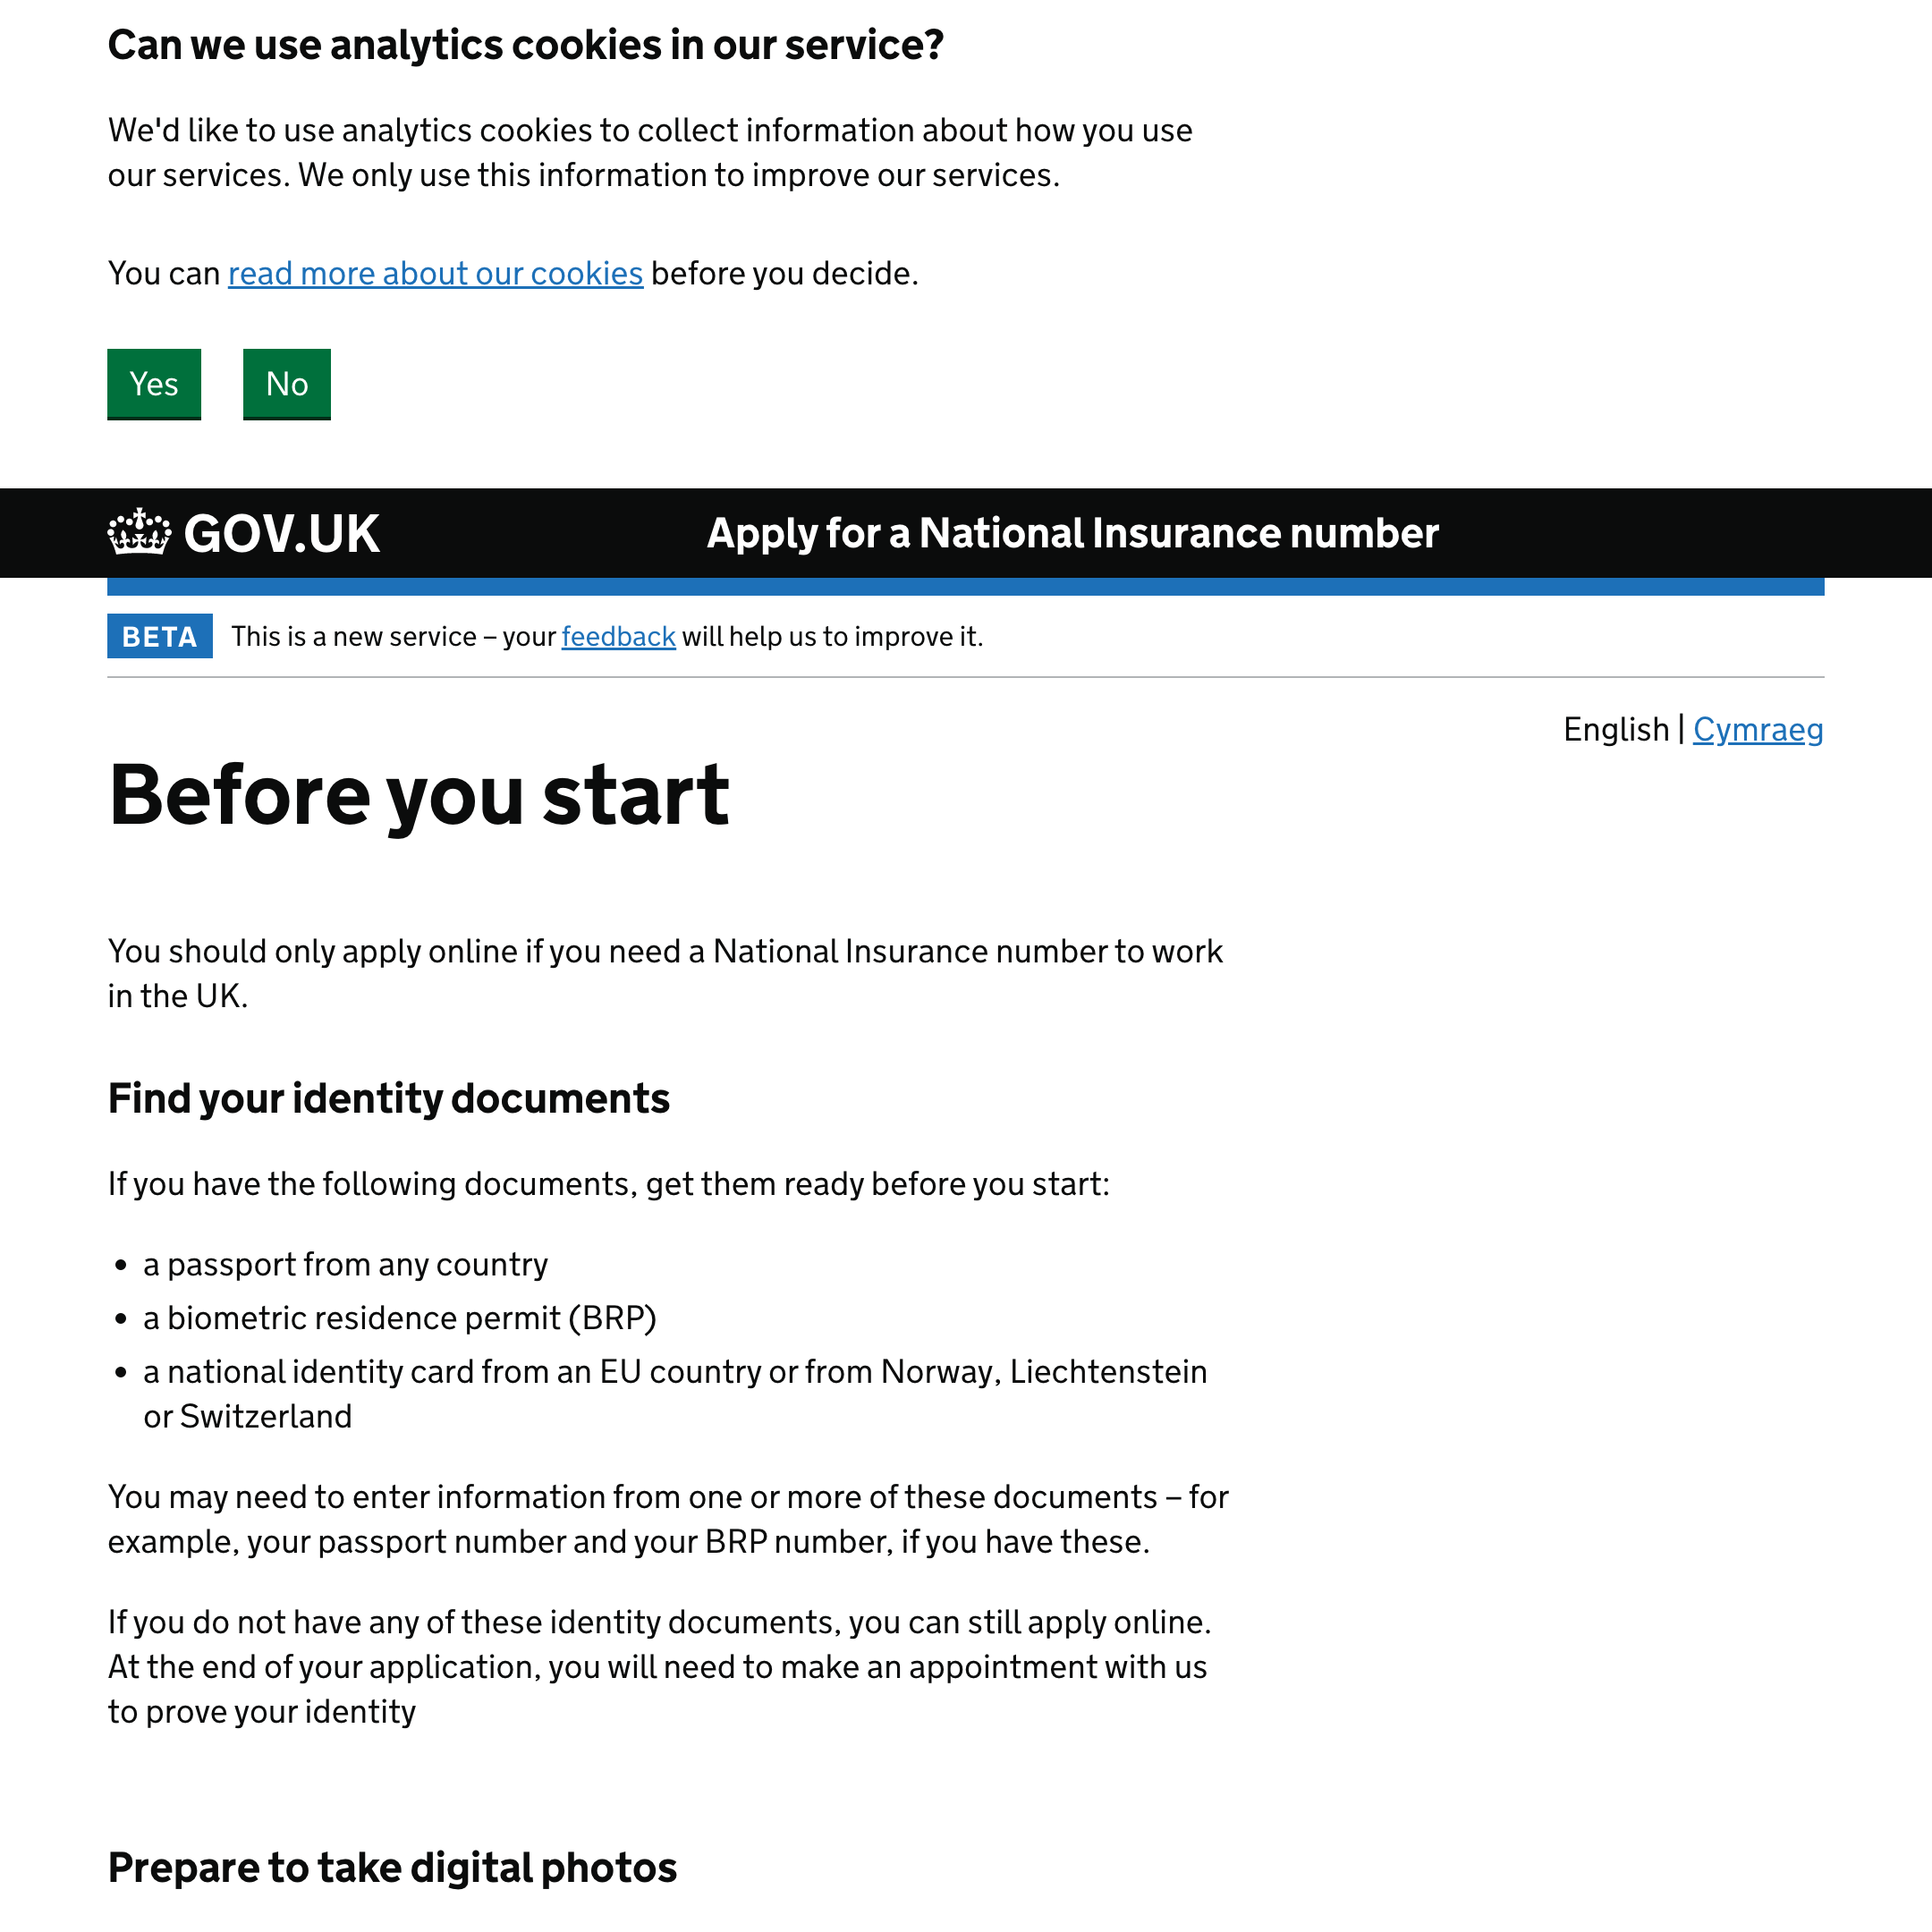 Can we use analytics cookies in our service?
We'd like to use analytics cookies to collect information about how you use
our services. We only use this information to improve our services.
You can read more about our cookies before you decide.
Yes No
GOV.UK Apply for a National Insurance number
BETA This is a new service – your feedback will help us to improve it.
English | Cymraeg
Before you start
You should only apply online if you need a National Insurance number to work
in the UK.
Find your identity documents
If you have the following documents, get them ready before you start:
• a passport from any country
• a biometric residence permit (BRP)
• a national identity card from an EU country or from Norway, Liechtenstein
or Switzerland
You may need to enter information from one or more of these documents – for
example, your passport number and your BRP number, if you have these.
If you do not have any of these identity documents, you can still apply online.
At the end of your application, you will need to make an appointment with us
to prove your identity
Prepare to take digital photos